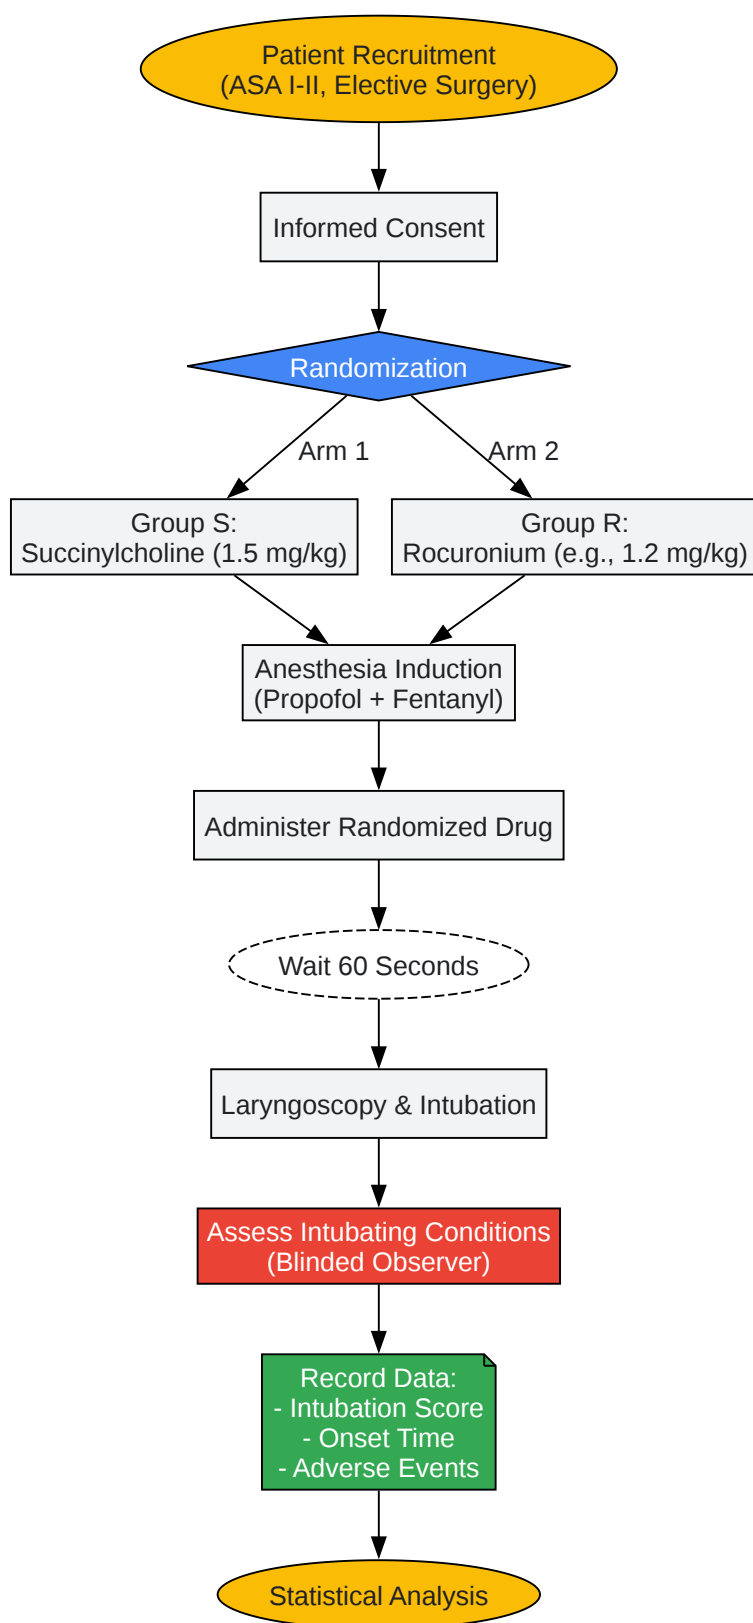 Patient Recruitment
(ASA I-II, Elective Surgery)
Informed Consent
Randomization
Arm 1
Arm 2
Group S:
Succinylcholine (1.5 mg/kg)
Group R:
Rocuronium (e.g., 1.2 mg/kg)
Anesthesia Induction
(Propofol + Fentanyl)
Administer Randomized Drug
Wait 60 Seconds
Laryngoscopy & Intubation
Assess Intubating Conditions
(Blinded Observer)
Record Data:
- Intubation Score
- Onset Time
- Adverse Events
Statistical Analysis